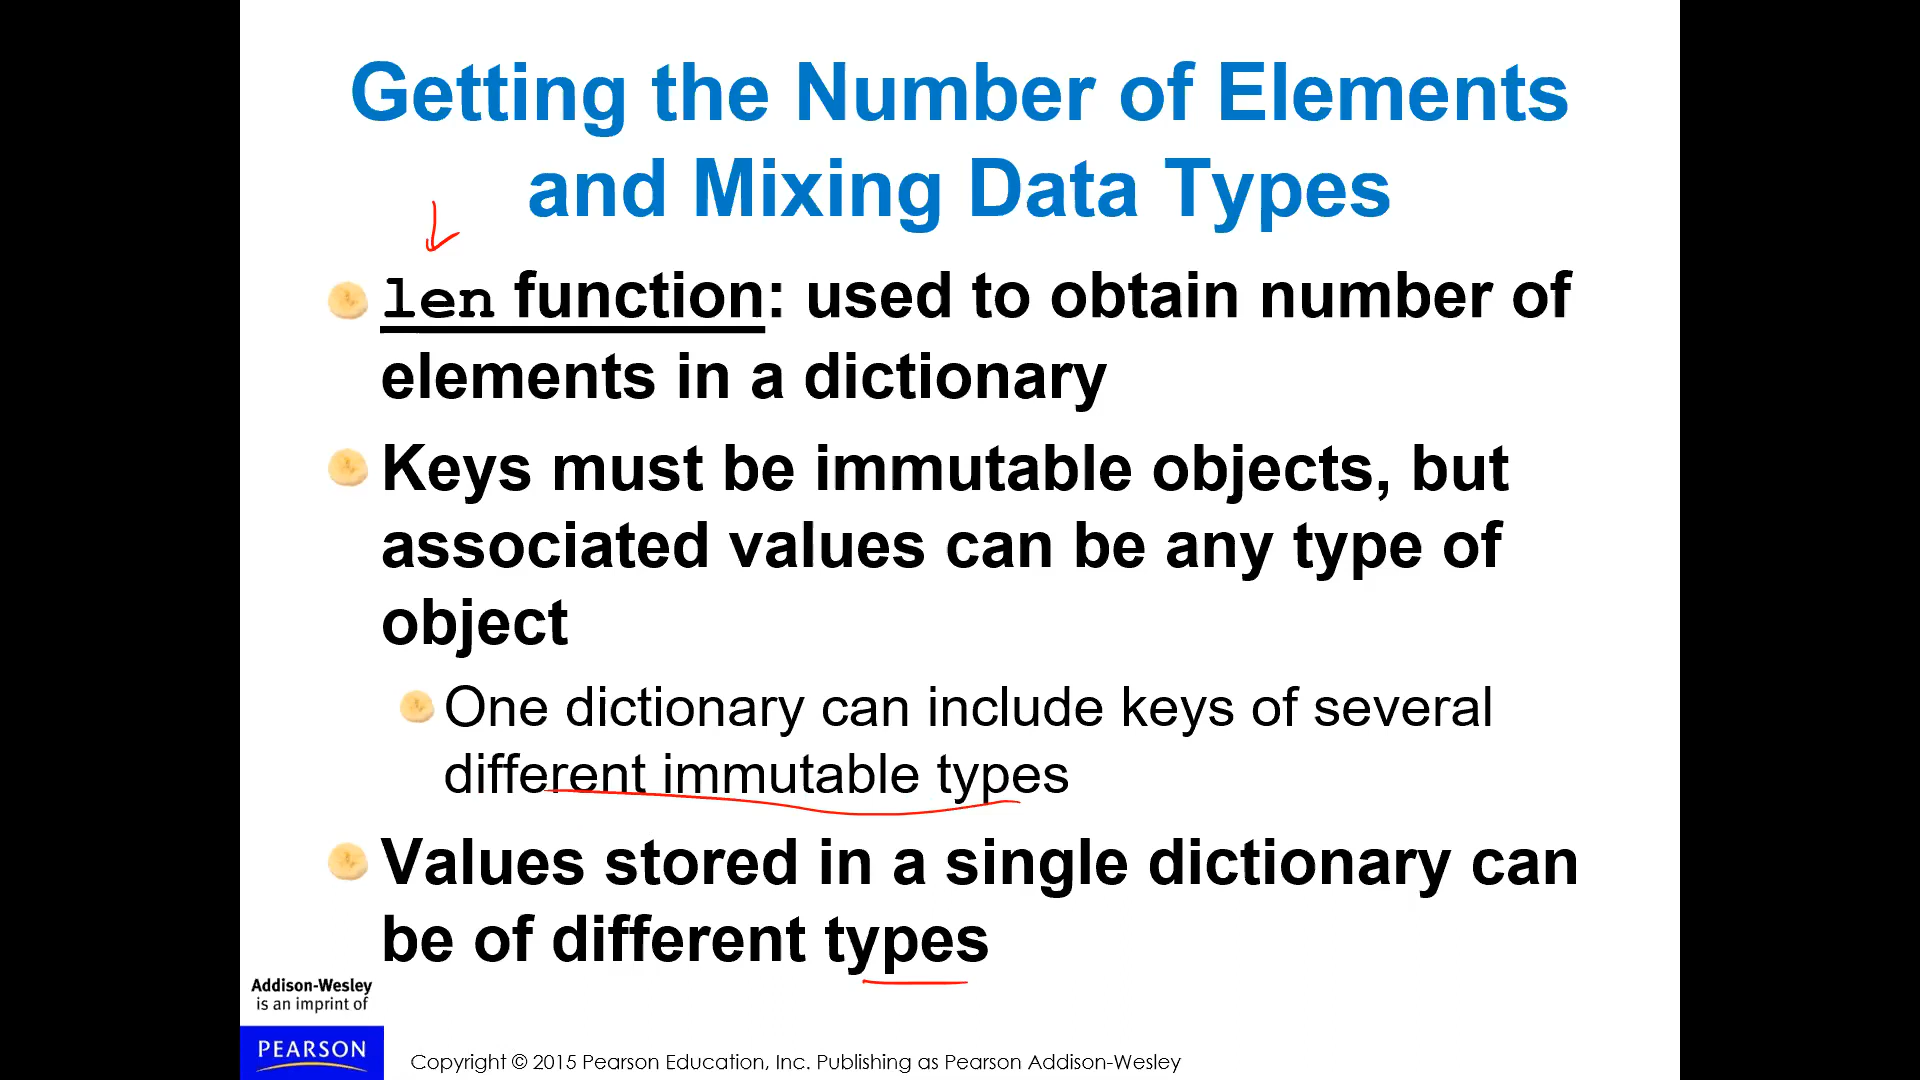 Getting the Number of Elements
and Mixing Data Types
len function: used to obtain number of
elements in a dictionary
Keys must be immutable objects, but
associated values can be any type of
object
One dictionary can include keys of several
different immutable types
Values stored in a single dictionary can
be of different types
Addison-Wesley
is an imprint of
PEARSON
Copyright © 2015 Pearson Education, Inc. Publishing as Pearson Addison-Wesley